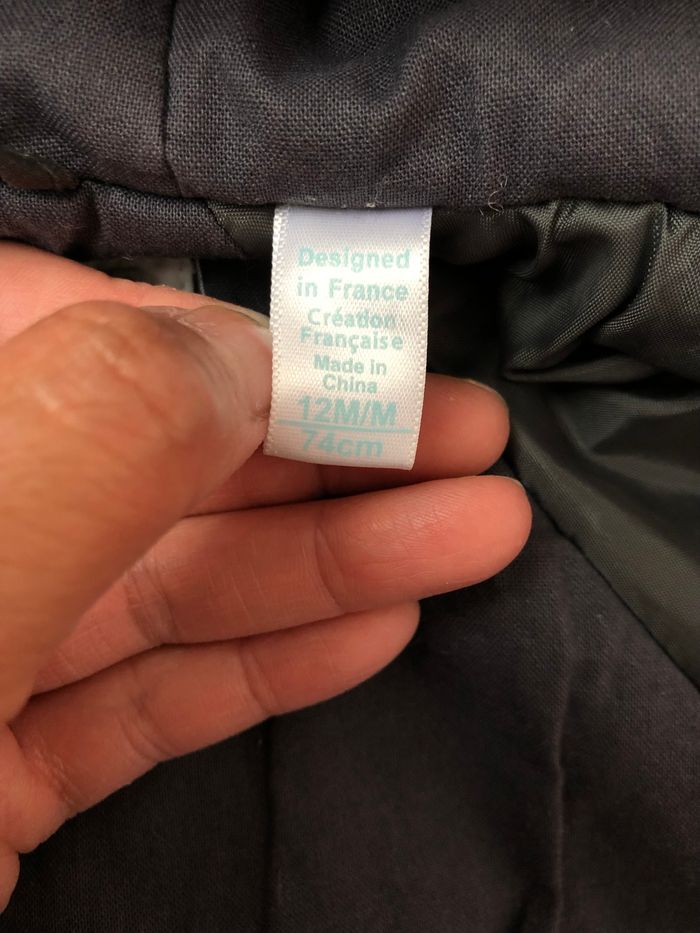 Designed
in France
Création
Française
Made in
China
12M/M
74cm